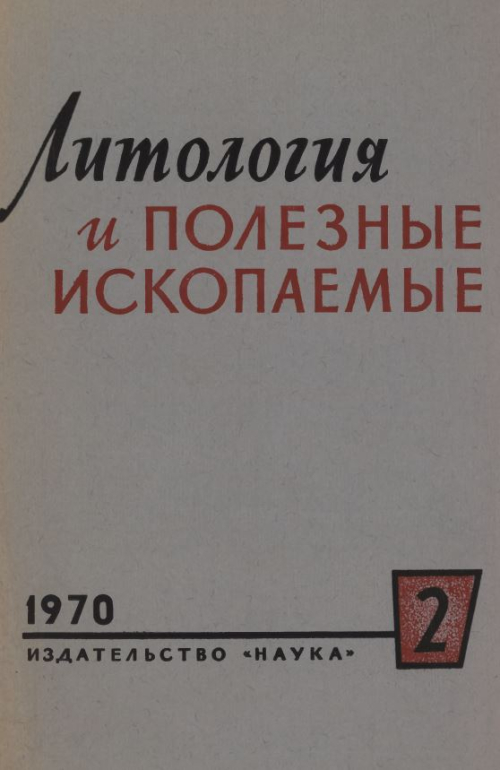 Литология
и ПОЛЕЗНЫЕ
ИСКОПАЕМЫЕ
1970
2
ИЗДАТЕЛЬСТВО «НАУКА»